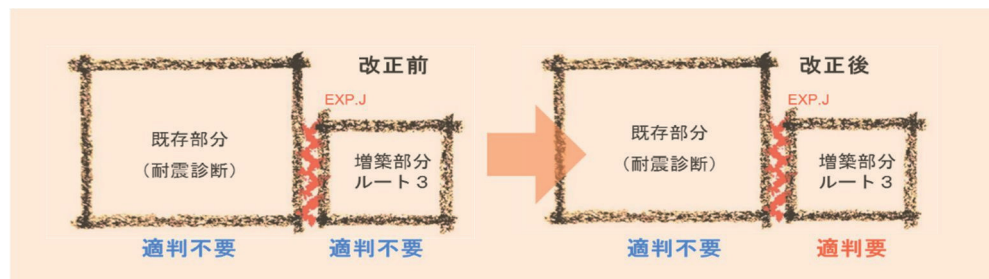 改正前
EXP.J
既存部分
（耐震診断）
増築部分
ルート３
適判不要
適判不要
改正後
EXP.J
既存部分
（耐震診断）
増築部分
ルート３
適判不要
適判要